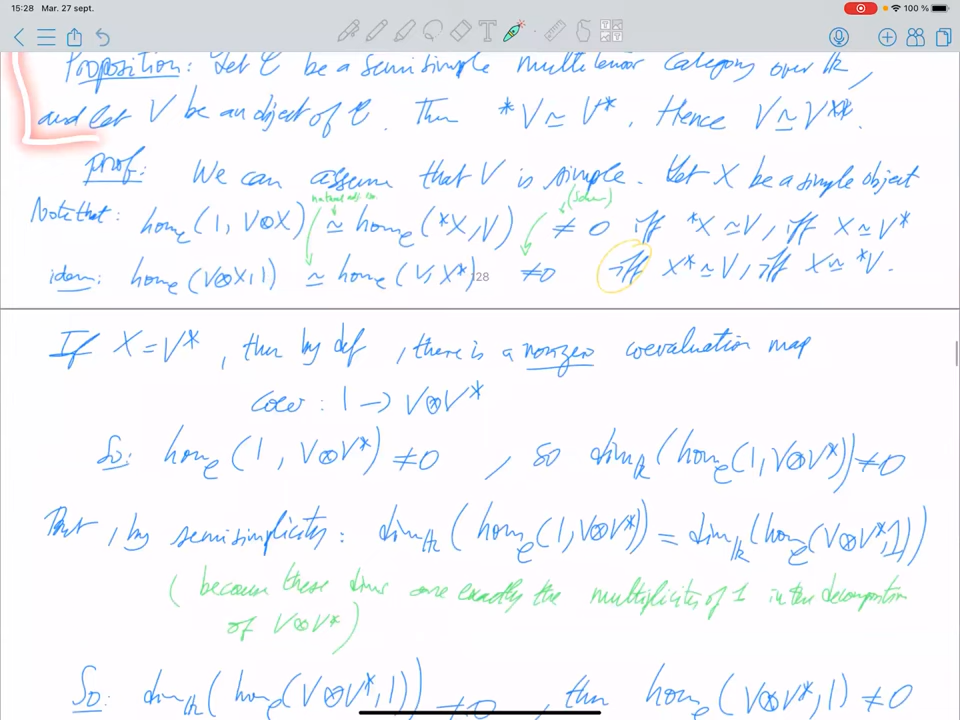 15:28 Mar. 27 sept. 100 %
T
Proposition: Let C be a semisimple multitensor category over k,
and let V be an object of C. Then *V ≃ V*. Hence V ≃ V**.
proof: We can assume that V is simple. Let X be a simple object
natural adj. iso. (Schur)
Note that: hom_C(1, V⊗X) ≃ hom_C(*X, V) ≠ 0 iff *X ≃ V, iff X ≃ V*
idem: hom_C(V⊗X, 1) ≃ hom_C(V, X*) ≠ 0 iff X* ≃ V, iff X ≃ *V.
128
If X = V*, then by def, there is a nonzero coevaluation map
coev : 1 → V⊗V*
So: hom_C(1, V⊗V*) ≠ 0, so dim_k(hom_C(1, V⊗V*)) ≠ 0
But, by semisimplicity: dim_k(hom_C(1, V⊗V*)) = dim_k(hom_C(V⊗V*, 1))
(because these dims are exactly the multiplicity of 1 in the decomposition
of V⊗V*)
So: dim_k(hom_C(V⊗V*, 1)) ≠ 0, then hom_C(V⊗V*, 1) ≠ 0